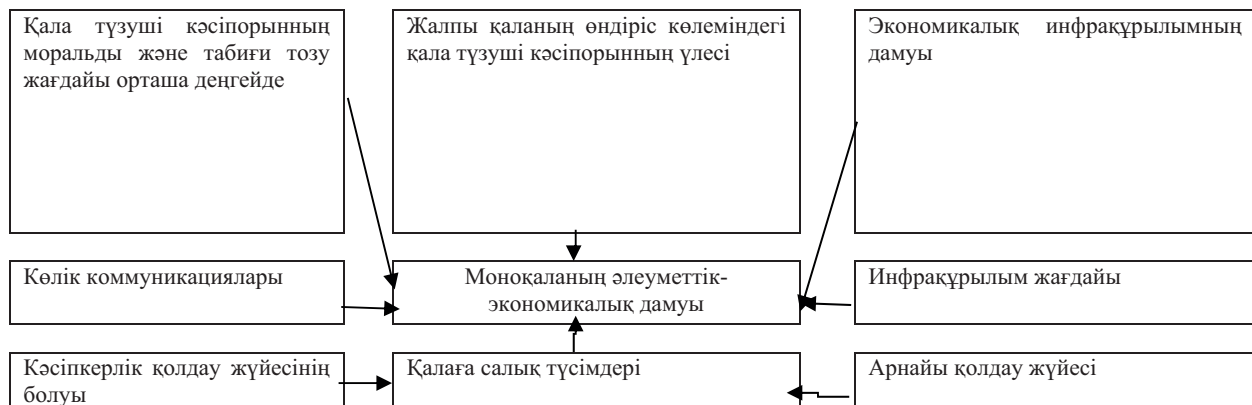 Қала түзуші кәсіпорынның
моральды және табиғи тозу
жағдайы орташа деңгейде
Жалпы қаланың өндіріс көлеміндегі
қала түзуші кәсіпорынның үлесі
Экономикалық инфрақұрылымның
дамуы
Көлік коммуникациялары
Моноқаланың әлеуметтік-
экономикалық дамуы
Инфрақұрылым жағдайы
Кәсіпкерлік қолдау жүйесінің
болуы
Қалаға салық түсімдері
Арнайы қолдау жүйесі